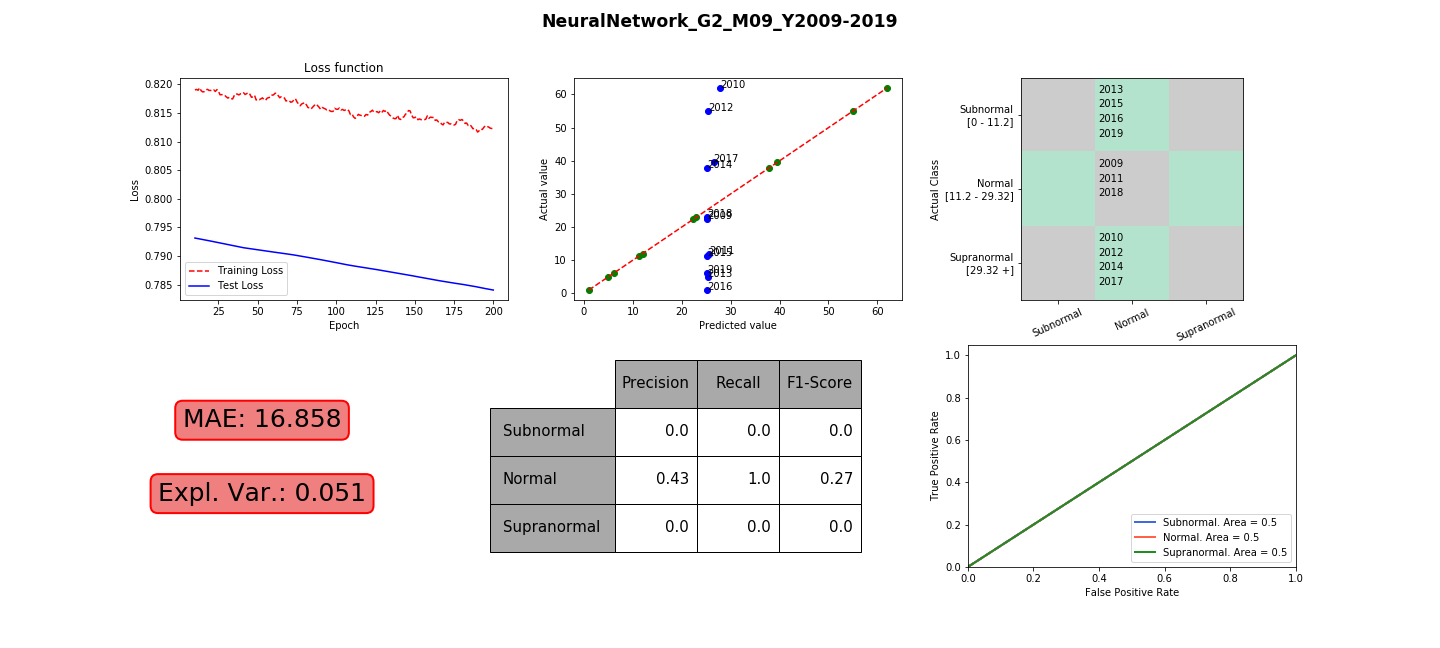 NeuralNetwork_G2_M09_Y2009-2019
Loss function
0.820
0.815
0.810
0.805
0.800
0.795
0.790
0.785
Loss
Training Loss
Test Loss
25 50 75 100 125 150 175 200
Epoch
60
50
40
30
20
10
0
Actual value
2010
2012
2017
2014
2018
2009
2011
2015
2019
2013
2016
0 10 20 30 40 50 60
Predicted value
Actual Class
Subnormal
[0 - 11.2]
Normal
[11.2 - 29.32]
Supranormal
[29.32 +]
2013
2015
2016
2019
2009
2011
2018
2010
2012
2014
2017
Subnormal Normal Supranormal
MAE: 16.858
Expl. Var.: 0.051
Precision Recall F1-Score
Subnormal 0.0 0.0 0.0
Normal 0.43 1.0 0.27
Supranormal 0.0 0.0 0.0
1.0
0.8
0.6
0.4
0.2
0.0
True Positive Rate
Subnormal. Area = 0.5
Normal. Area = 0.5
Supranormal. Area = 0.5
0.0 0.2 0.4 0.6 0.8 1.0
False Positive Rate